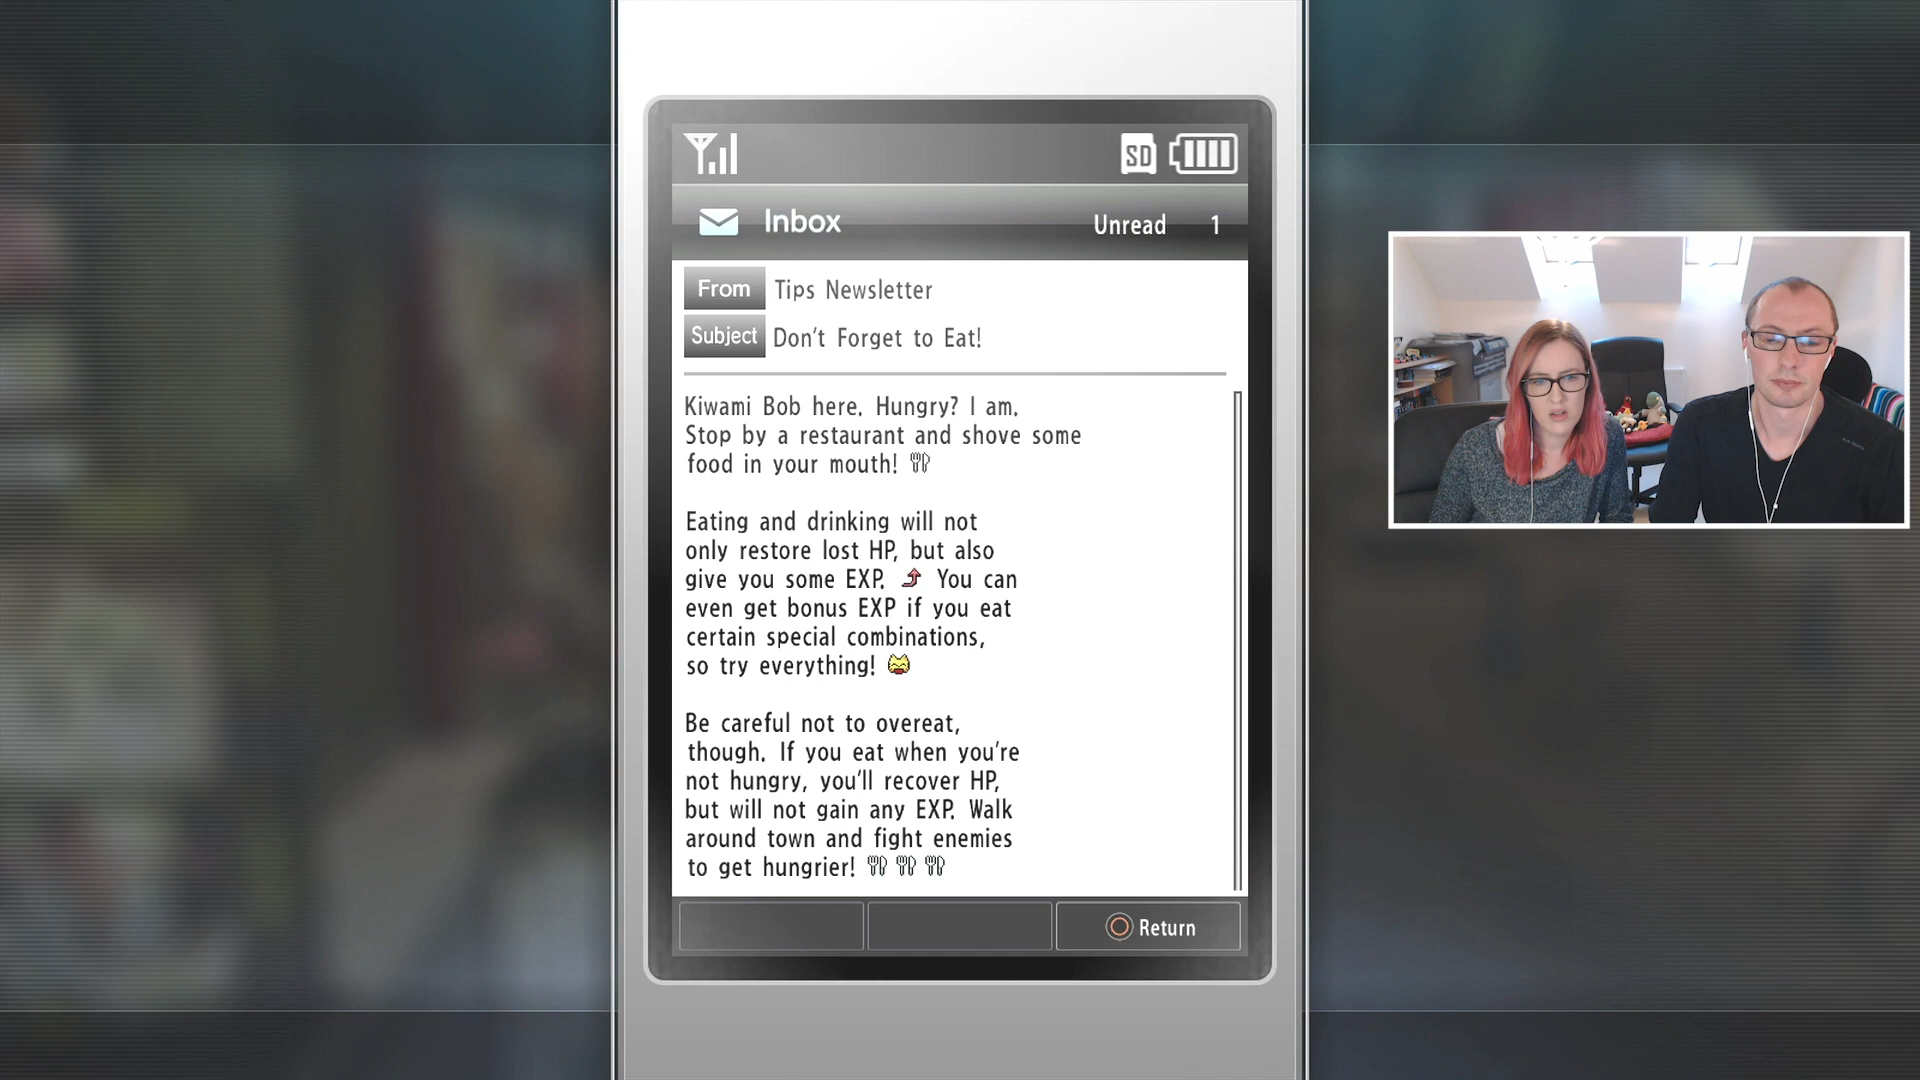 SD
Inbox
Unread 1
From Tips Newsletter
Subject Don't Forget to Eat!
Kiwami Bob here. Hungry? I am.
Stop by a restaurant and shove some
food in your mouth!
Eating and drinking will not
only restore lost HP, but also
give you some EXP. You can
even get bonus EXP if you eat
certain special combinations,
so try everything!
Be careful not to overeat,
though. If you eat when you're
not hungry, you'll recover HP,
but will not gain any EXP. Walk
around town and fight enemies
to get hungrier!
Return